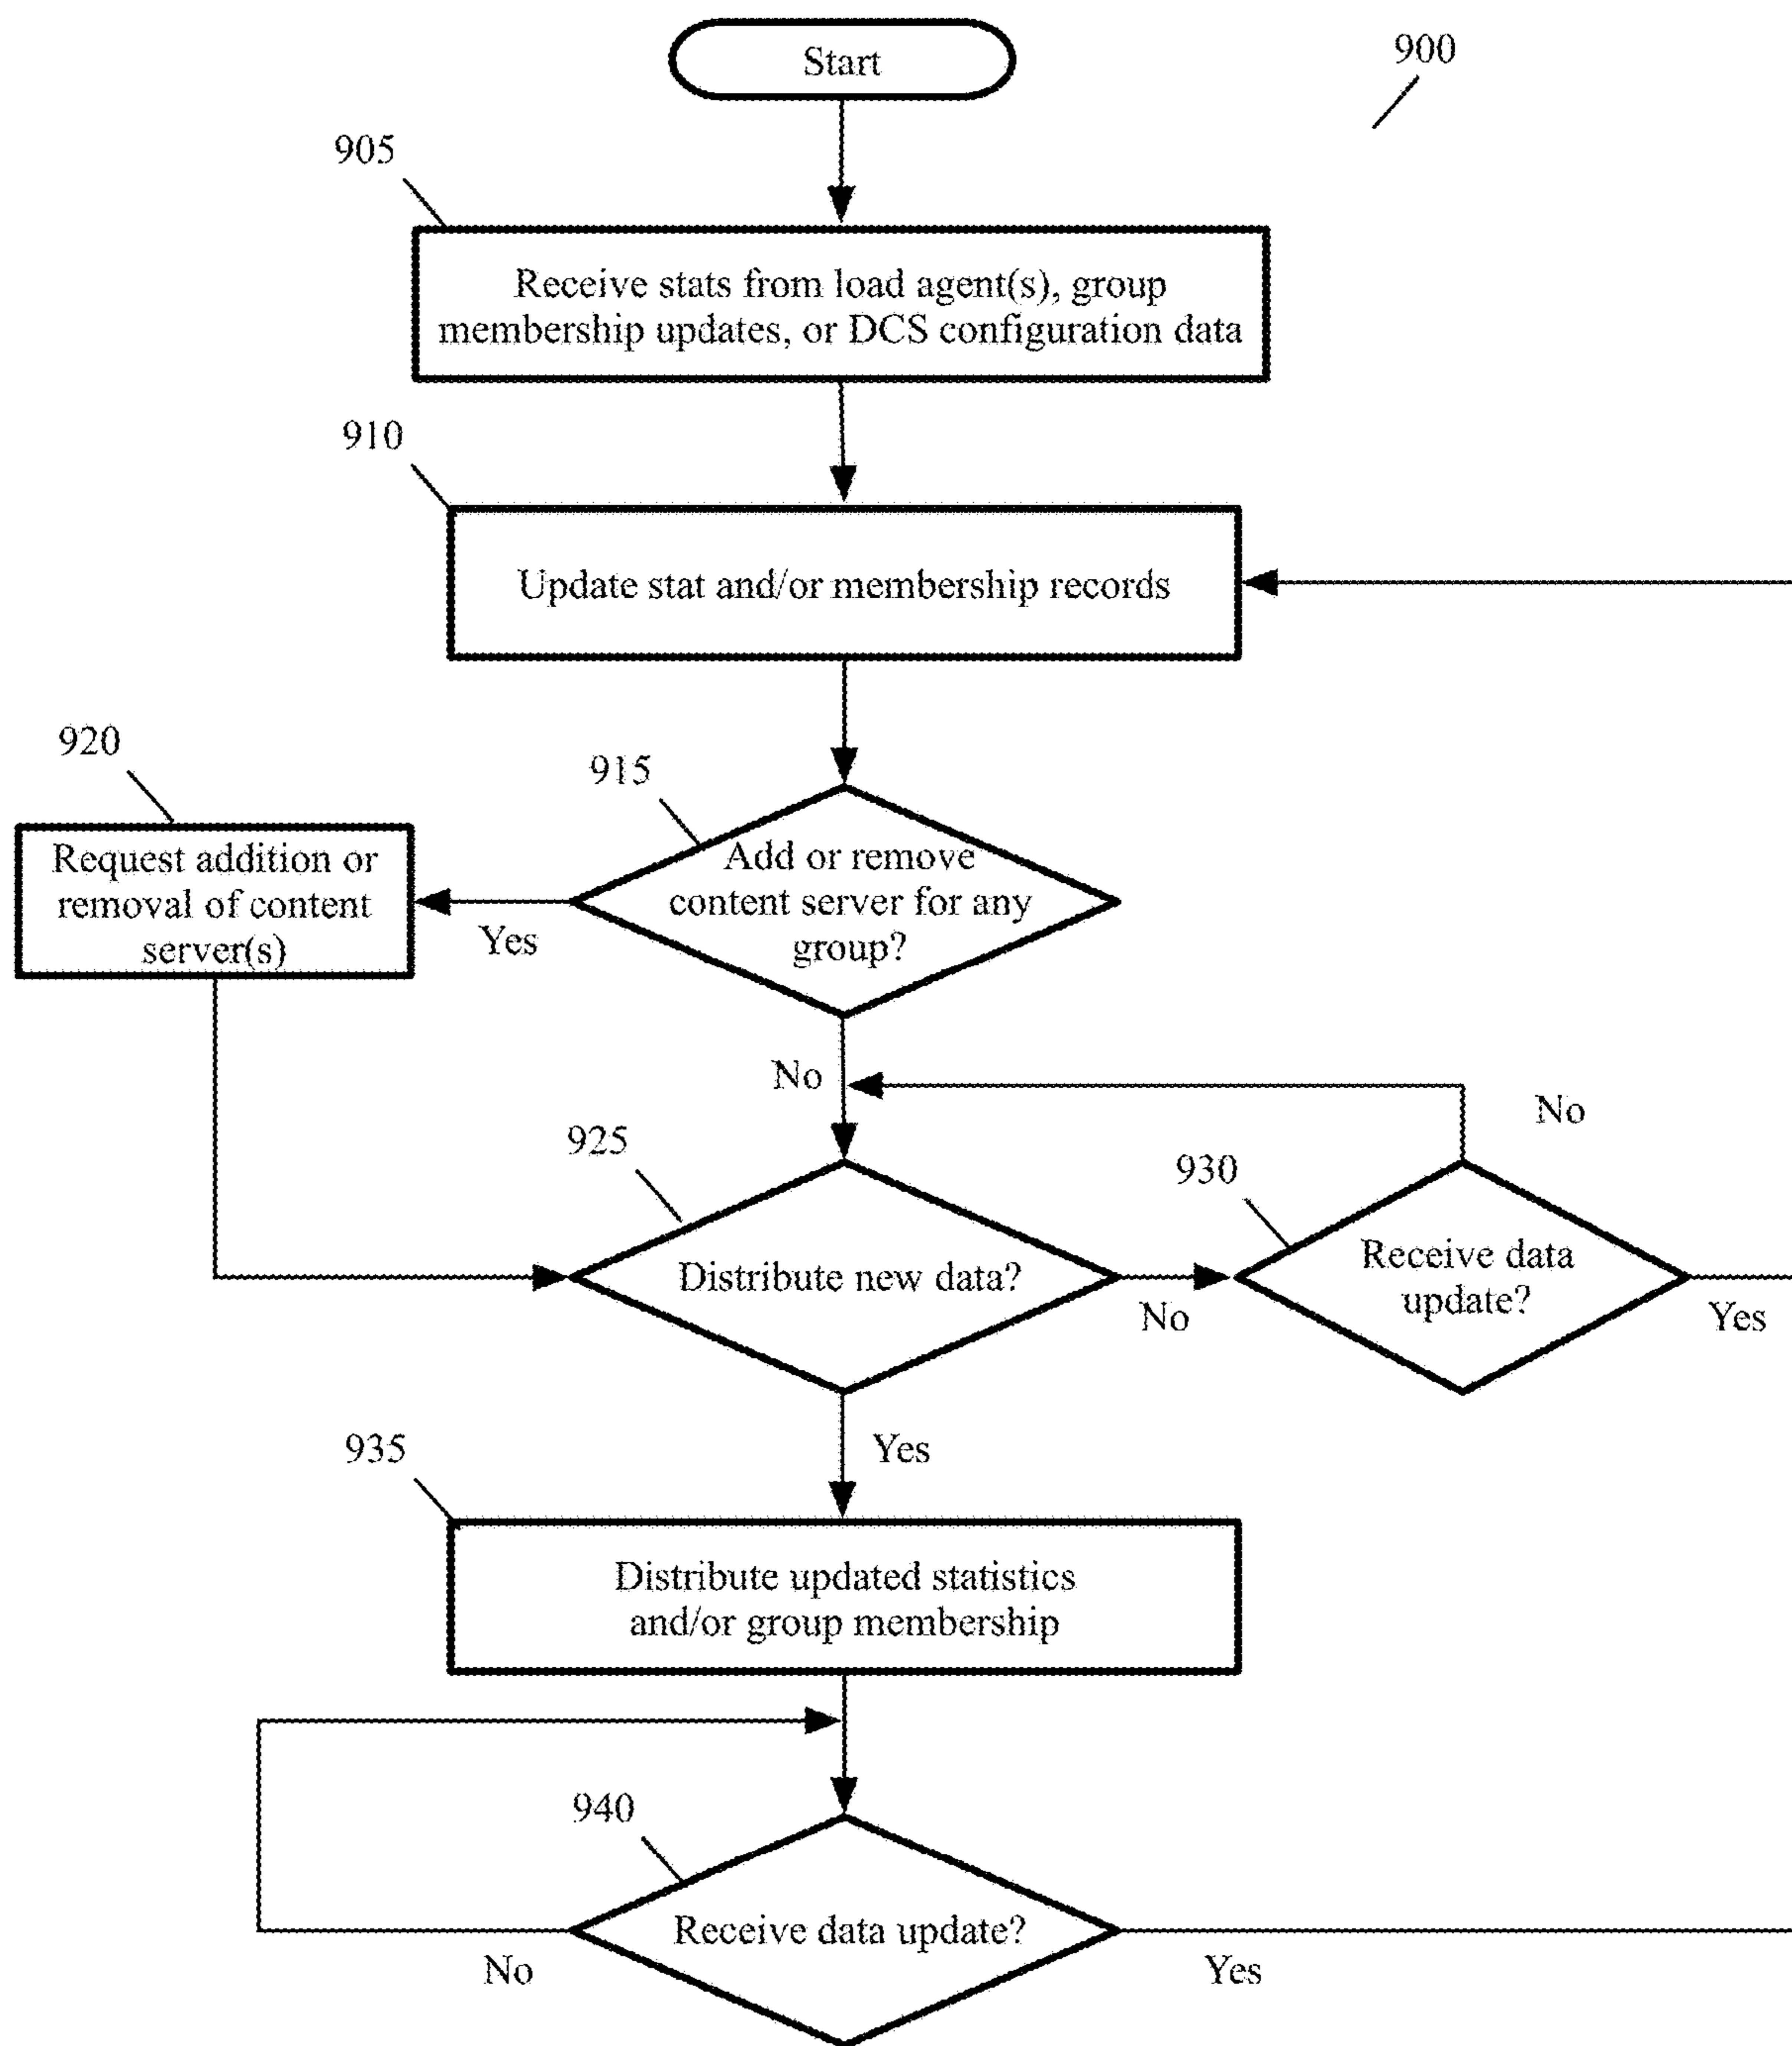 Start
900
905
Receive stats from load agent(s), group
membership updates, or DCS configuration data
910
Update stat and/or membership records
920
915
Request addition or
removal of content
server(s)
Yes
Add or remove
content server for any
group?
No
No
925
930
Distribute new data?
No
Receive data
update?
Yes
Yes
935
Distribute updated statistics
and/or group membership
940
Receive data update?
No
Yes